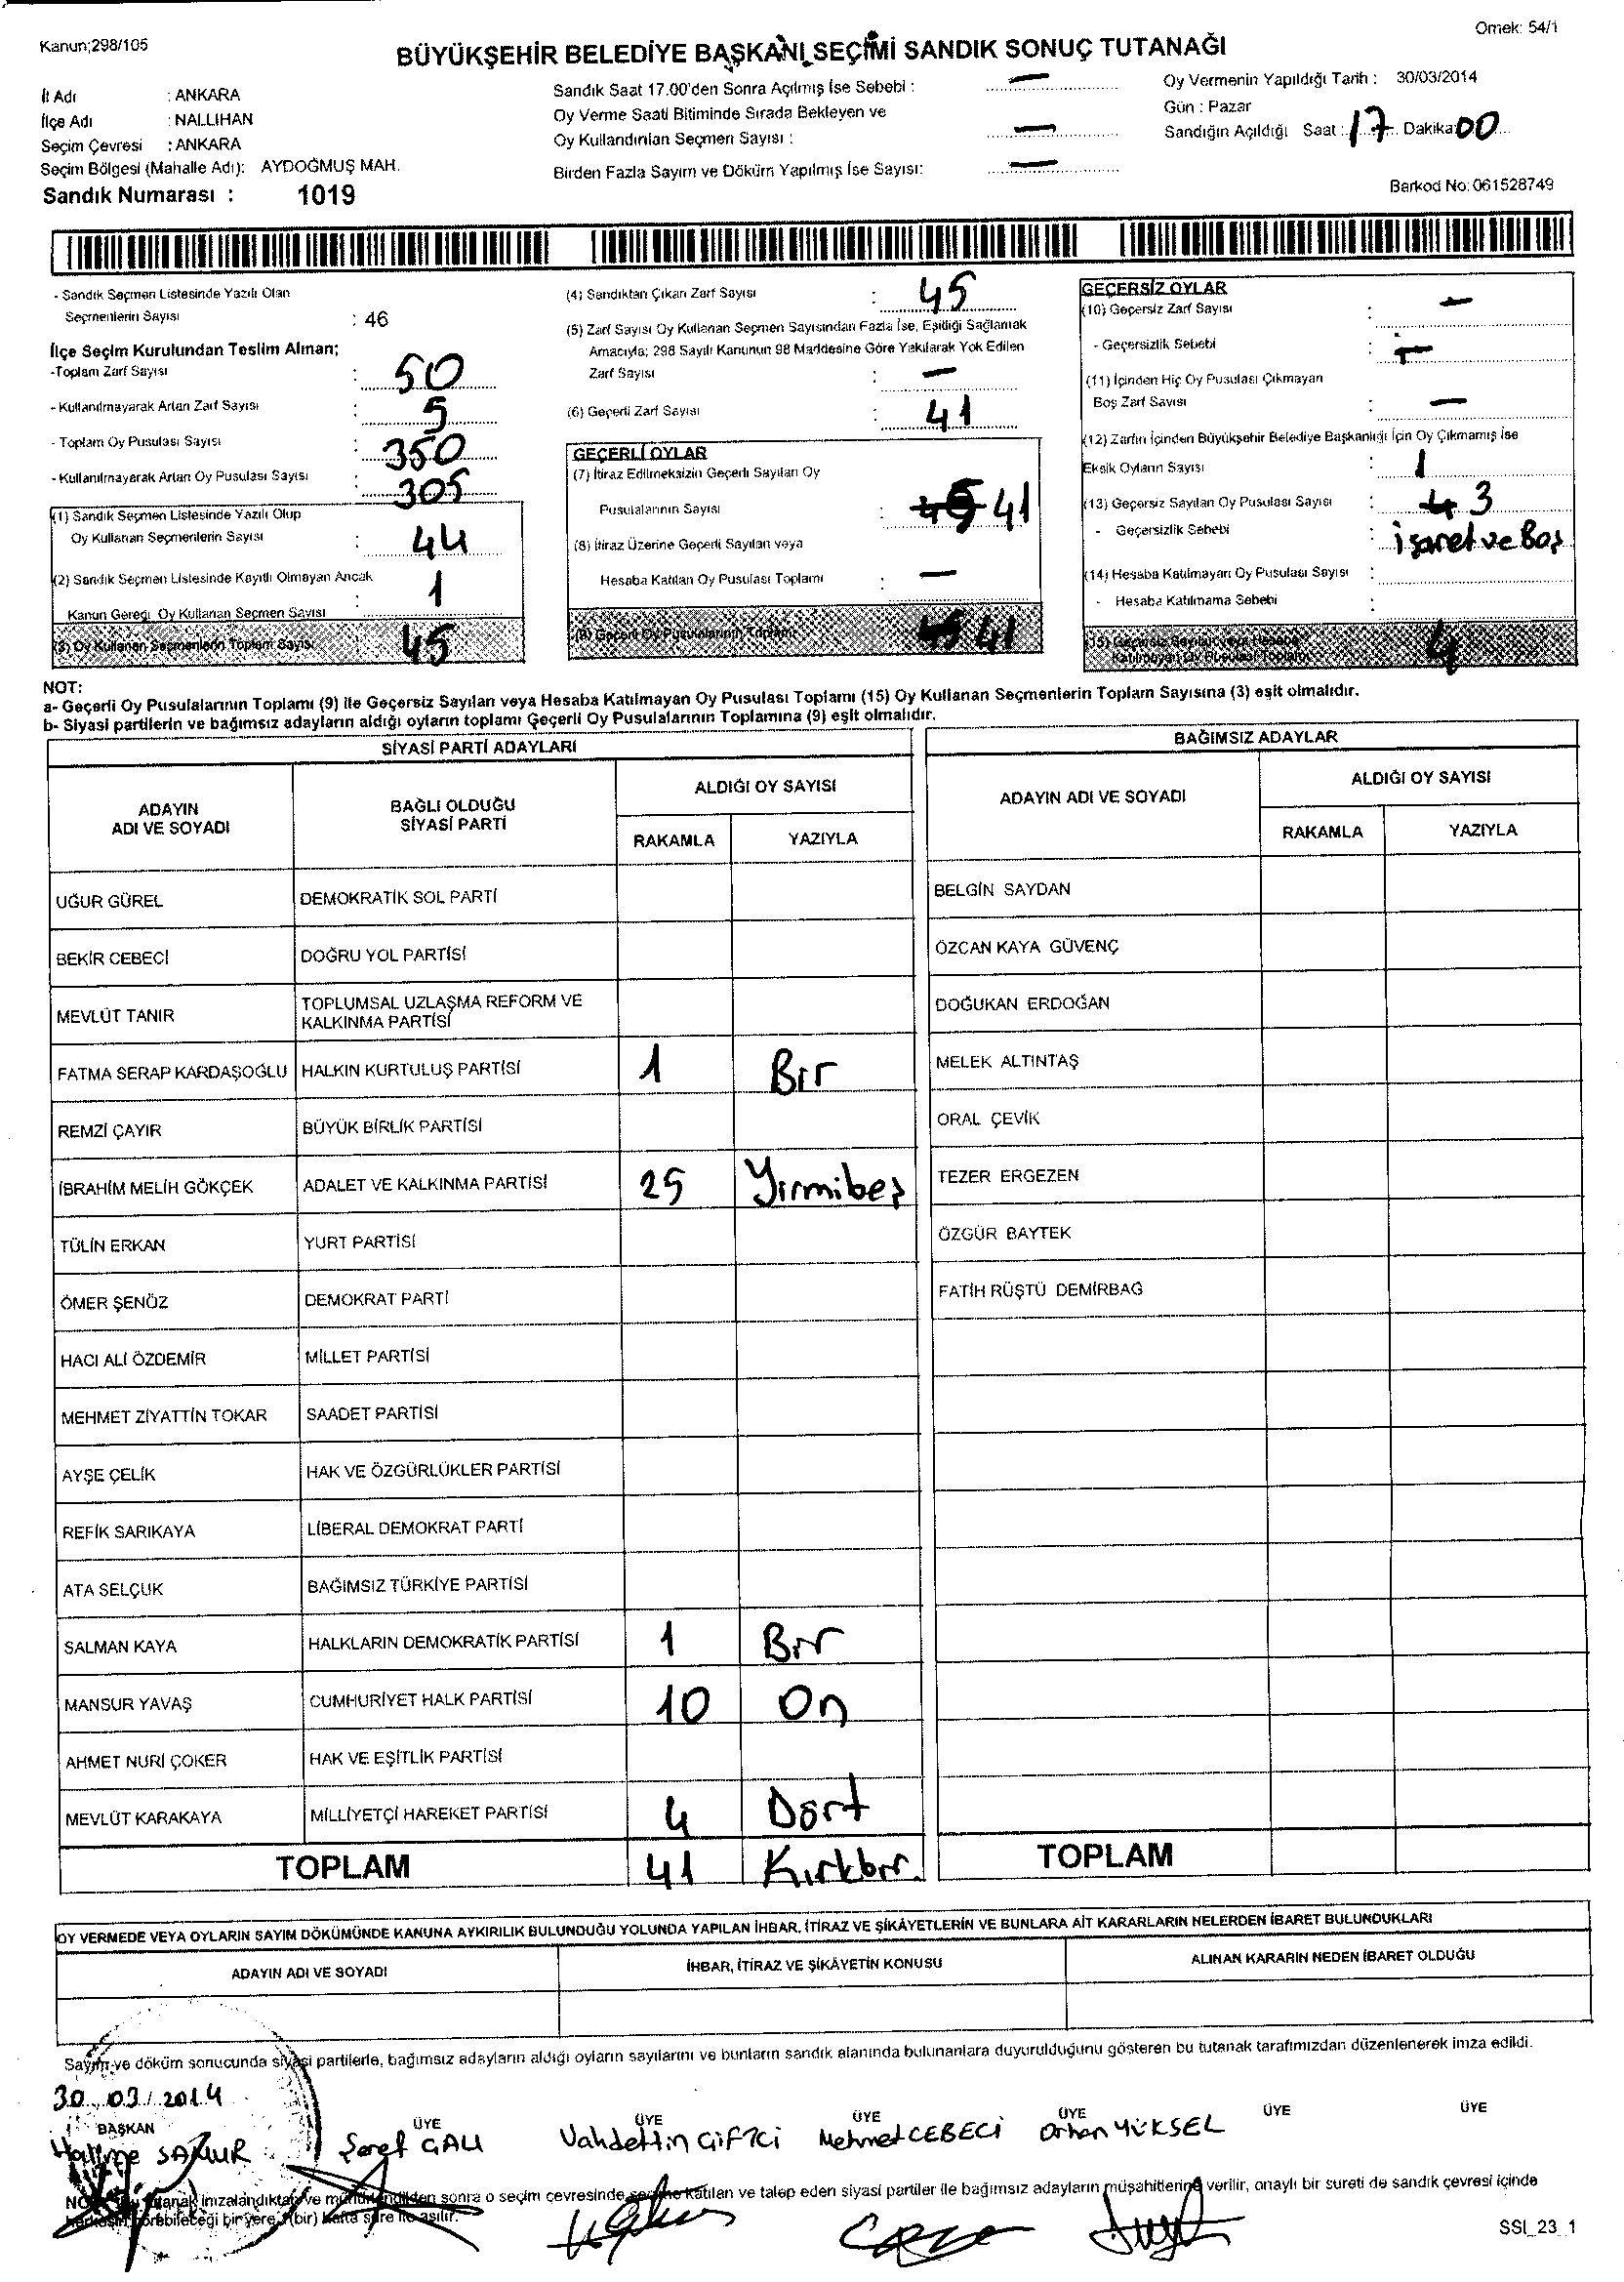 Kanun;298/105
Örnek: 54/1
BÜYÜKŞEHİR BELEDİYE BAŞKANI SEÇİMİ SANDIK SONUÇ TUTANAĞI
İl Adı : ANKARA
İlçe Adı : NALLIHAN
Seçim Çevresi : ANKARA
Seçim Bölgesi (Mahalle Adı): AYDOĞMUŞ MAH.
Sandık Numarası : 1019
Sandık Saat 17.00'den Sonra Açılmış İse Sebebi : —
Oy Verme Saati Bitiminde Sırada Bekleyen ve
Oy Kullandırılan Seçmen Sayısı : —
Birden Fazla Sayım ve Döküm Yapılmış İse Sayısı: —
Oy Vermenin Yapıldığı Tarih : 30/03/2014
Gün : Pazar
Sandığın Açıldığı Saat : 17 Dakika 00
Barkod No: 061528749
- Sandık Seçmen Listesinde Yazılı Olan
Seçmenlerin Sayısı : 46
İlçe Seçim Kurulundan Teslim Alınan;
-Toplam Zarf Sayısı : 50
- Kullanılmayarak Artan Zarf Sayısı : 5
- Toplam Oy Pusulası Sayısı : 350
- Kullanılmayarak Artan Oy Pusulası Sayısı : 305
(1) Sandık Seçmen Listesinde Yazılı Olup
Oy Kullanan Seçmenlerin Sayısı : 44
(2) Sandık Seçmen Listesinde Kayıtlı Olmayan Ancak
Kanun Gereği Oy Kullanan Seçmen Sayısı : 1
(3) Oy Kullanan Seçmenlerin Toplam Sayısı 45
(4) Sandıktan Çıkan Zarf Sayısı : 45
(5) Zarf Sayısı Oy Kullanan Seçmen Sayısından Fazla İse, Eşitliği Sağlamak
Amacıyla; 298 Sayılı Kanunun 98 Maddesine Göre Yakılarak Yok Edilen
Zarf Sayısı : —
(6) Geçerli Zarf Sayısı : 41
GEÇERLİ OYLAR
(7) İtiraz Edilmeksizin Geçerli Sayılan Oy
Pusulalarının Sayısı : 45 41
(8) İtiraz Üzerine Geçerli Sayılan veya
Hesaba Katılan Oy Pusulası Toplamı : —
(9) Geçerli Oy Pusulalarının Toplamı 45 41
GEÇERSİZ OYLAR
(10) Geçersiz Zarf Sayısı : —
- Geçersizlik Sebebi : —
(11) İçinden Hiç Oy Pusulası Çıkmayan
Boş Zarf Sayısı : —
(12) Zarfın İçinden Büyükşehir Belediye Başkanlığı İçin Oy Çıkmamış İse
Eksik Oyların Sayısı : 1
(13) Geçersiz Sayılan Oy Pusulası Sayısı : 4 3
- Geçersizlik Sebebi : işaret ve Boş
(14) Hesaba Katılmayan Oy Pusulası Sayısı :
- Hesaba Katılmama Sebebi :
(15) Geçersiz Sayılan veya Hesaba
Katılmayan Oy Pusulası Toplamı 4
NOT:
a- Geçerli Oy Pusulalarının Toplamı (9) ile Geçersiz Sayılan veya Hesaba Katılmayan Oy Pusulası Toplamı (15) Oy Kullanan Seçmenlerin Toplam Sayısına (3) eşit olmalıdır.
b- Siyasi partilerin ve bağımsız adayların aldığı oyların toplamı Geçerli Oy Pusulalarının Toplamına (9) eşit olmalıdır.
SİYASİ PARTİ ADAYLARI
ADAYIN ADI VE SOYADI BAĞLI OLDUĞU SİYASİ PARTİ ALDIĞI OY SAYISI
RAKAMLA YAZIYLA
UĞUR GÜREL DEMOKRATİK SOL PARTİ
BEKİR CEBECİ DOĞRU YOL PARTİSİ
MEVLÜT TANIR TOPLUMSAL UZLAŞMA REFORM VE KALKINMA PARTİSİ
FATMA SERAP KARDAŞOĞLU HALKIN KURTULUŞ PARTİSİ 1 Bir
REMZİ ÇAYIR BÜYÜK BİRLİK PARTİSİ
İBRAHİM MELİH GÖKÇEK ADALET VE KALKINMA PARTİSİ 25 Yirmibeş
TÜLİN ERKAN YURT PARTİSİ
ÖMER ŞENÖZ DEMOKRAT PARTİ
HACI ALİ ÖZDEMİR MİLLET PARTİSİ
MEHMET ZİYATTİN TOKAR SAADET PARTİSİ
AYŞE ÇELİK HAK VE ÖZGÜRLÜKLER PARTİSİ
REFİK SARIKAYA LİBERAL DEMOKRAT PARTİ
ATA SELÇUK BAĞIMSIZ TÜRKİYE PARTİSİ
SALMAN KAYA HALKLARIN DEMOKRATİK PARTİSİ 1 Bir
MANSUR YAVAŞ CUMHURİYET HALK PARTİSİ 10 On
AHMET NURİ ÇOKER HAK VE EŞİTLİK PARTİSİ
MEVLÜT KARAKAYA MİLLİYETÇİ HAREKET PARTİSİ 4 Dört
TOPLAM 41 Kırkbir.
BAĞIMSIZ ADAYLAR
ADAYIN ADI VE SOYADI ALDIĞI OY SAYISI
RAKAMLA YAZIYLA
BELGİN SAYDAN
ÖZCAN KAYA GÜVENÇ
DOĞUKAN ERDOĞAN
MELEK ALTINTAŞ
ORAL ÇEVİK
TEZER ERGEZEN
ÖZGÜR BAYTEK
FATİH RÜŞTÜ DEMİRBAĞ
TOPLAM
OY VERMEDE VEYA OYLARIN SAYIM DÖKÜMÜNDE KANUNA AYKIRILIK BULUNDUĞU YOLUNDA YAPILAN İHBAR, İTİRAZ VE ŞİKÂYETLERİN VE BUNLARA AİT KARARLARIN NELERDEN İBARET BULUNDUKLARI
ADAYIN ADI VE SOYADI İHBAR, İTİRAZ VE ŞİKÂYETİN KONUSU ALINAN KARARIN NEDEN İBARET OLDUĞU
Sayım ve döküm sonucunda siyasi partilerle, bağımsız adayların aldığı oyların sayılarını ve bunların sandık alanında bulunanlara duyurulduğunu gösteren bu tutanak tarafımızdan düzenlenerek imza edildi.
30 / 03 / 2014
BAŞKAN ÜYE ÜYE ÜYE ÜYE ÜYE ÜYE
Şeref GALI Vahdettin ÇİFTCİ Mehmet CEBECİ Orhan YÜKSEL
NOT: Bu tutanak imzalandıktan ve mühürlendikten sonra o seçim çevresinde seçime katılan ve talep eden siyasi partiler ile bağımsız adayların müşahitlerine verilir, onaylı bir sureti de sandık çevresi içinde
herkesin görebileceği bir yere 1 (bir) hafta süre ile asılır.
SSI_23_1